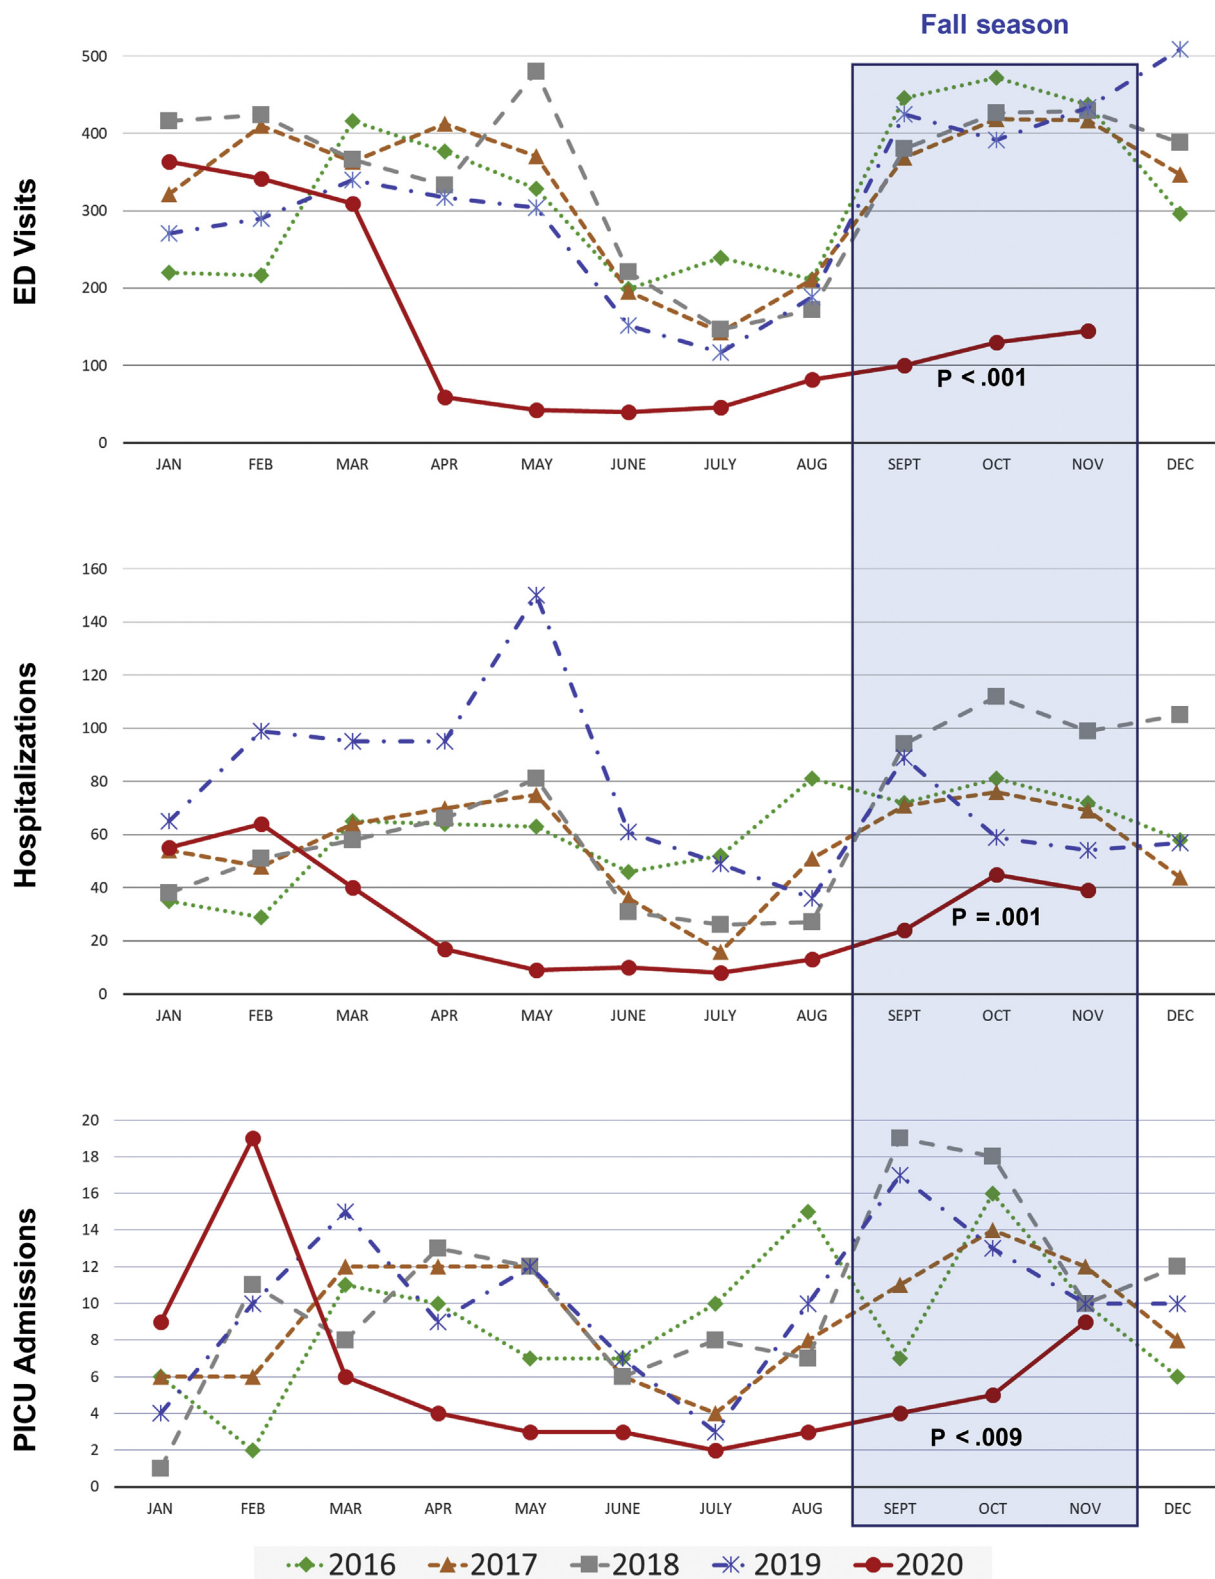 Fall season
ED Visits
500
400
300
200
100
0
P < .001
JAN FEB MAR APR MAY JUNE JULY AUG SEPT OCT NOV DEC
Hospitalizations
160
140
120
100
80
60
40
20
0
P = .001
JAN FEB MAR APR MAY JUNE JULY AUG SEPT OCT NOV DEC
PICU Admissions
20
18
16
14
12
10
8
6
4
2
0
P < .009
JAN FEB MAR APR MAY JUNE JULY AUG SEPT OCT NOV DEC
2016 2017 2018 2019 2020